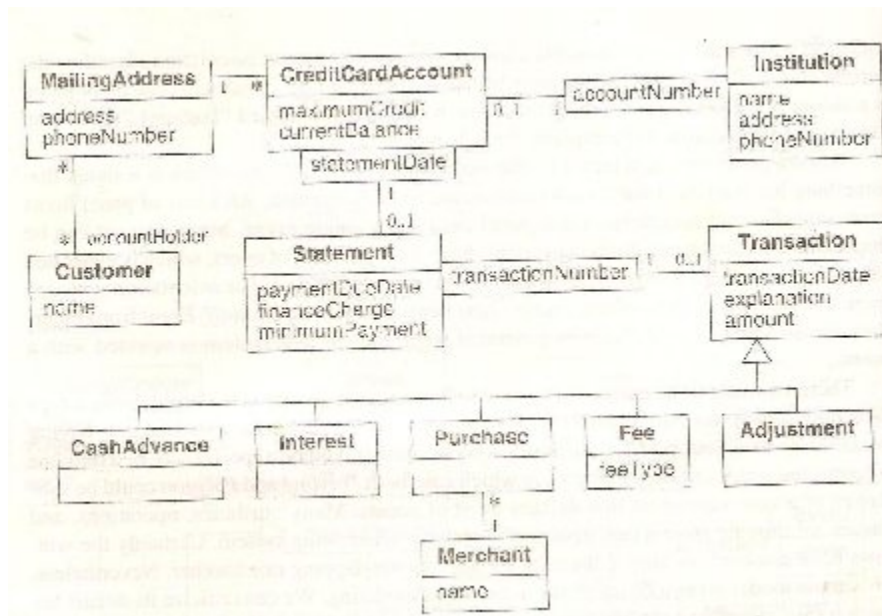 MailingAddress
address
phoneNumber
1
*
CreditCardAccount
maximumCredit
currentBalance
statementDate
0..1
accountNumber
1
Institution
name
address
phoneNumber
*
* accountHolder
Customer
name
1
0..1
Statement
paymentDueDate
financeCharge
minimumPayment
transactionNumber
1
0..1
Transaction
transactionDate
explanation
amount
CashAdvance
Interest
Purchase
Fee
feeType
Adjustment
*
1
Merchant
name